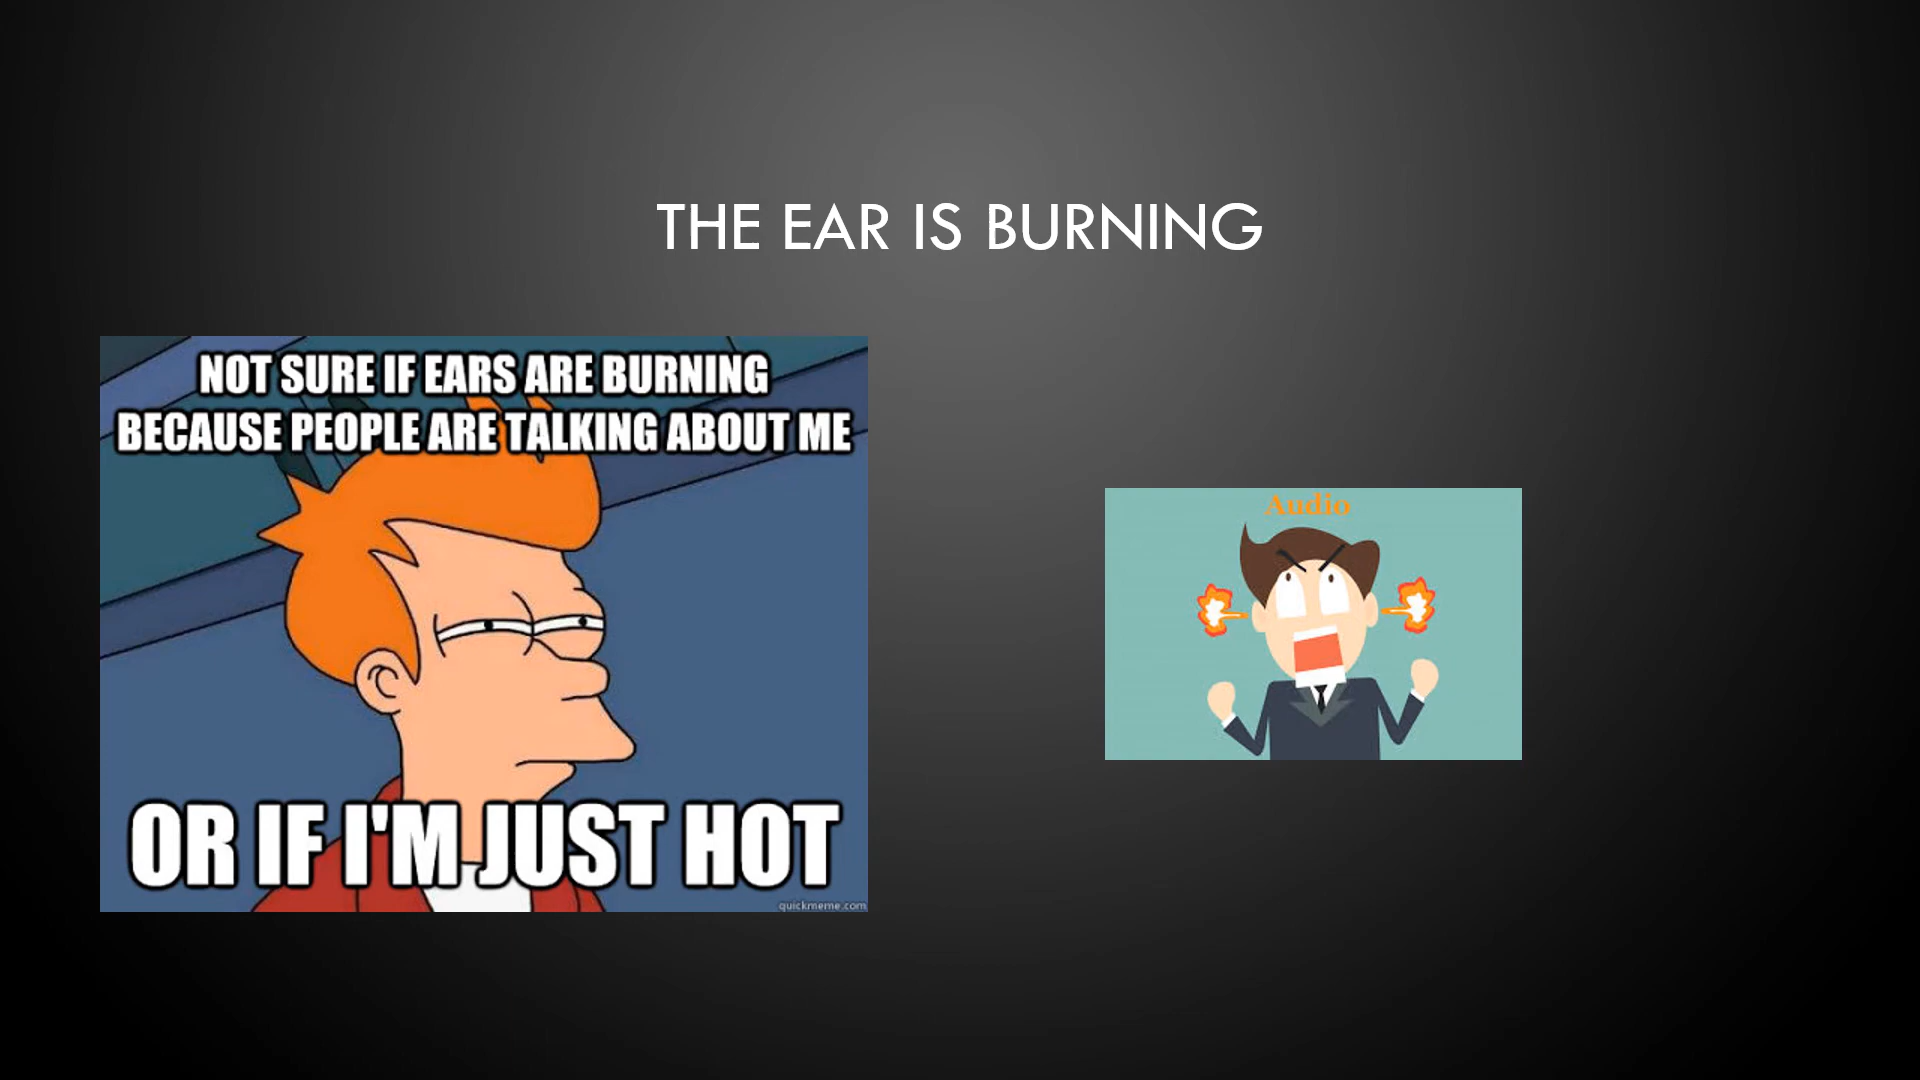 THE EAR IS BURNING
NOT SURE IF EARS ARE BURNING
BECAUSE PEOPLE ARE TALKING ABOUT ME
OR IF I'M JUST HOT
quickmeme.com
Audio